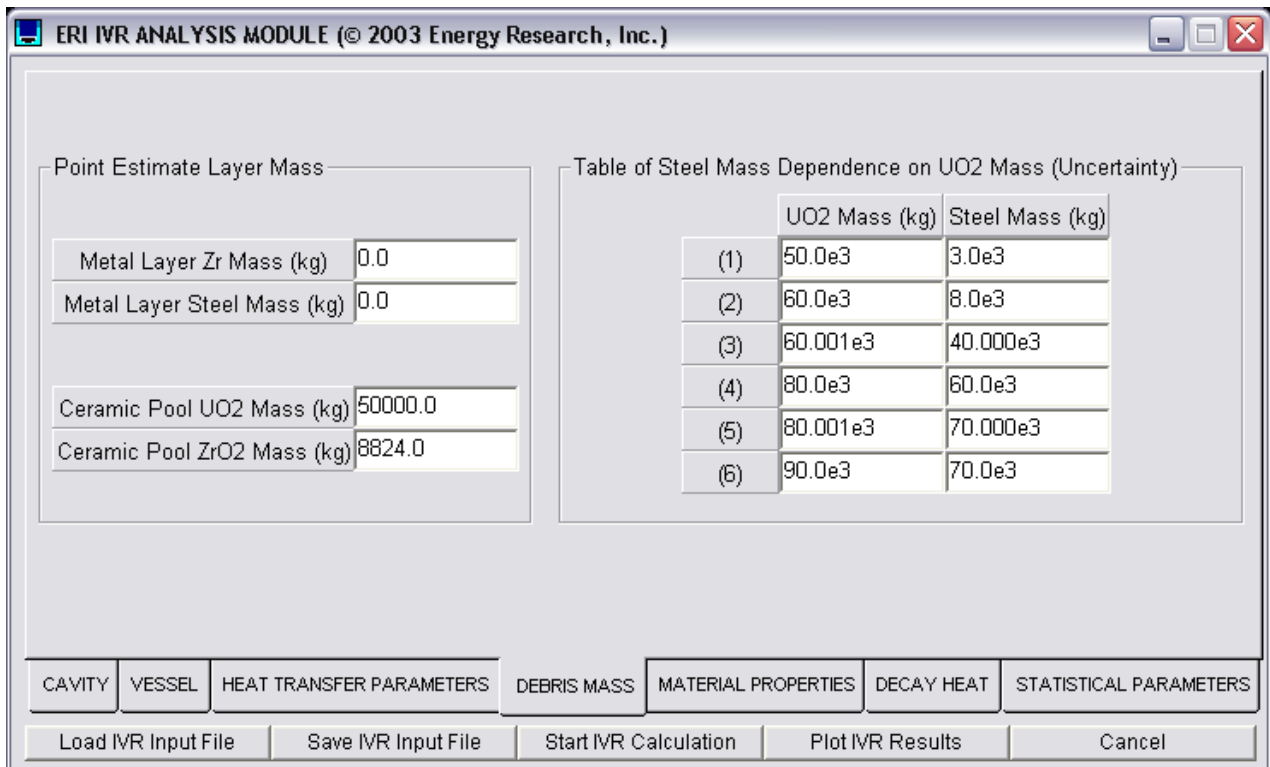 ERI IVR ANALYSIS MODULE (© 2003 Energy Research, Inc.)
Point Estimate Layer Mass
Metal Layer Zr Mass (kg) 0.0
Metal Layer Steel Mass (kg) 0.0
Ceramic Pool UO2 Mass (kg) 50000.0
Ceramic Pool ZrO2 Mass (kg) 8824.0
Table of Steel Mass Dependence on UO2 Mass (Uncertainty)
UO2 Mass (kg) Steel Mass (kg)
(1) 50.0e3 3.0e3
(2) 60.0e3 8.0e3
(3) 60.001e3 40.000e3
(4) 80.0e3 60.0e3
(5) 80.001e3 70.000e3
(6) 90.0e3 70.0e3
CAVITY VESSEL HEAT TRANSFER PARAMETERS DEBRIS MASS MATERIAL PROPERTIES DECAY HEAT STATISTICAL PARAMETERS
Load IVR Input File Save IVR Input File Start IVR Calculation Plot IVR Results Cancel